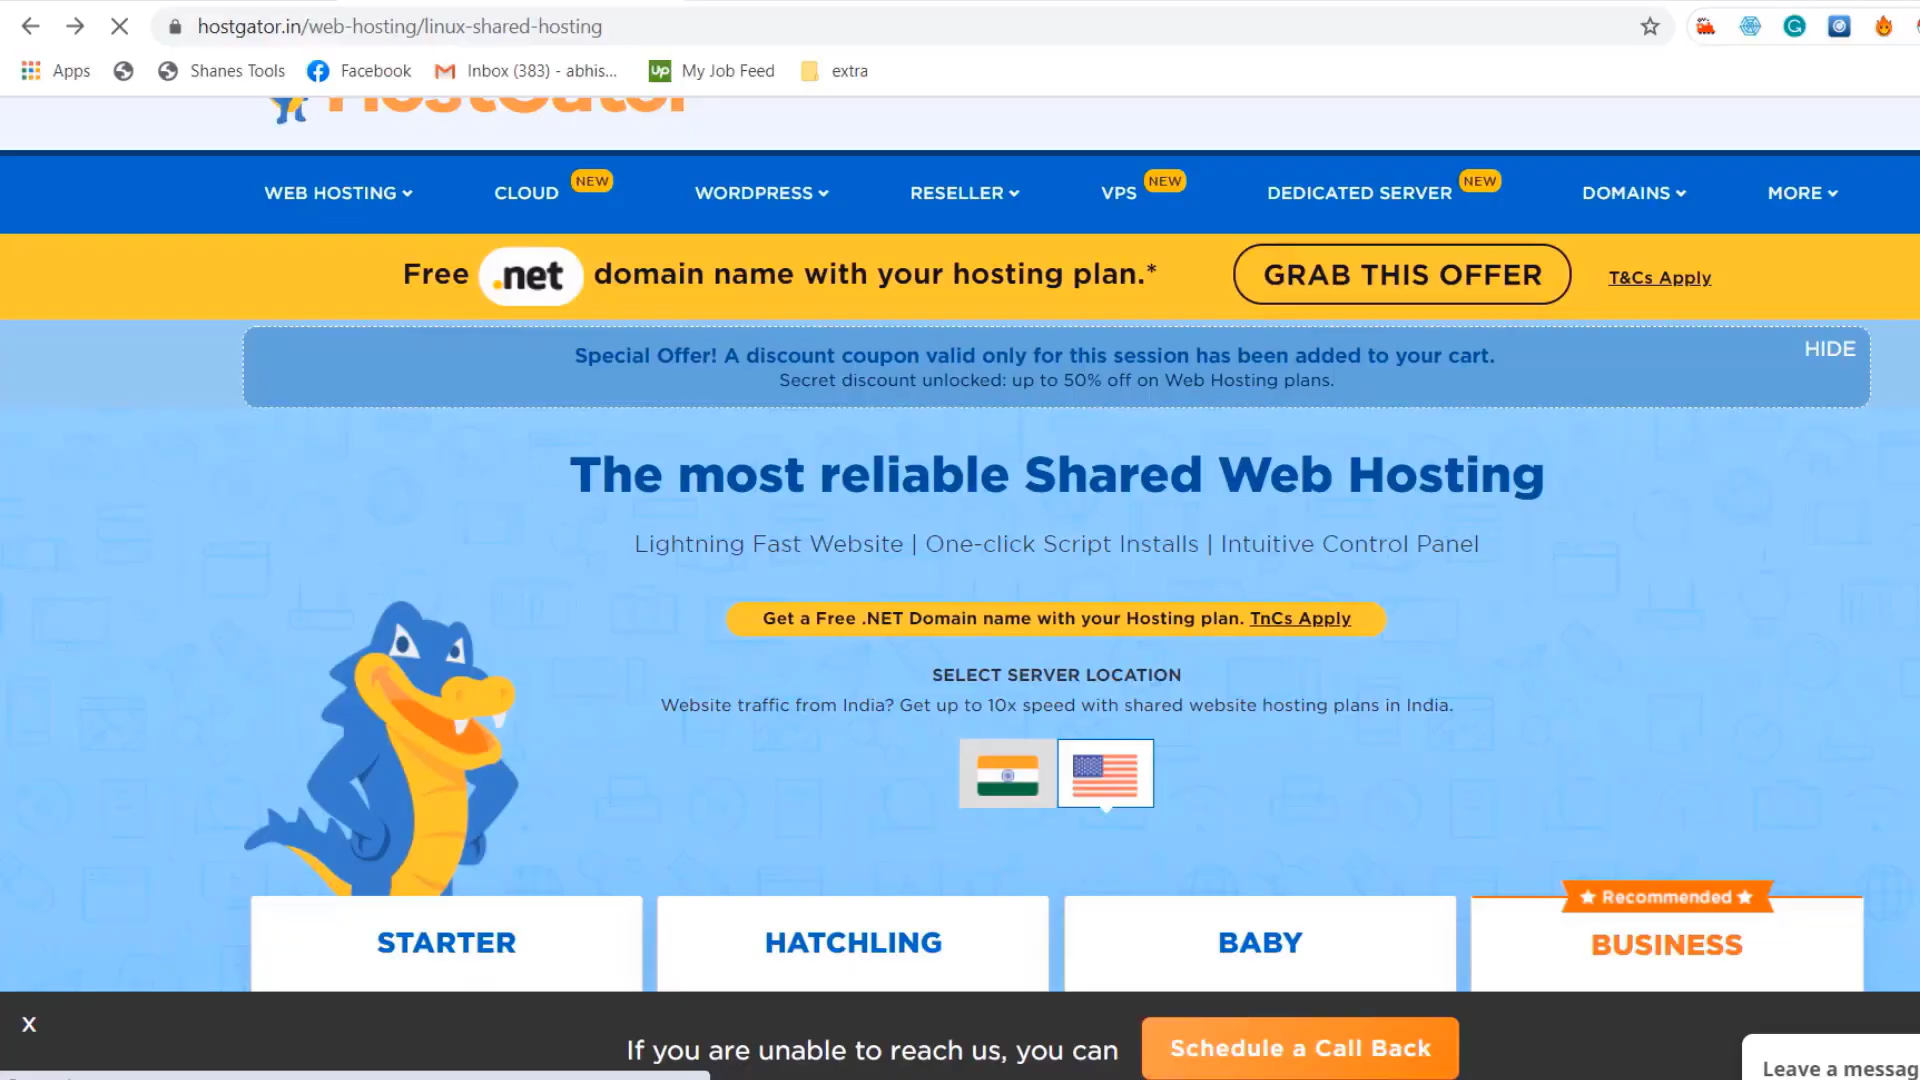 hostgator.in/web-hosting/linux-shared-hosting
Apps Shanes Tools Facebook Inbox (383) - abhis... Up My Job Feed extra
HostGator
WEB HOSTING CLOUD NEW WORDPRESS RESELLER VPS NEW DEDICATED SERVER NEW DOMAINS MORE
Free .net domain name with your hosting plan.* GRAB THIS OFFER T&Cs Apply
Special Offer! A discount coupon valid only for this session has been added to your cart. HIDE
Secret discount unlocked: up to 50% off on Web Hosting plans.
The most reliable Shared Web Hosting
Lightning Fast Website | One-click Script Installs | Intuitive Control Panel
Get a Free .NET Domain name with your Hosting plan. TnCs Apply
SELECT SERVER LOCATION
Website traffic from India? Get up to 10x speed with shared website hosting plans in India.
Recommended
STARTER HATCHLING BABY BUSINESS
X
If you are unable to reach us, you can Schedule a Call Back
Leave a messag